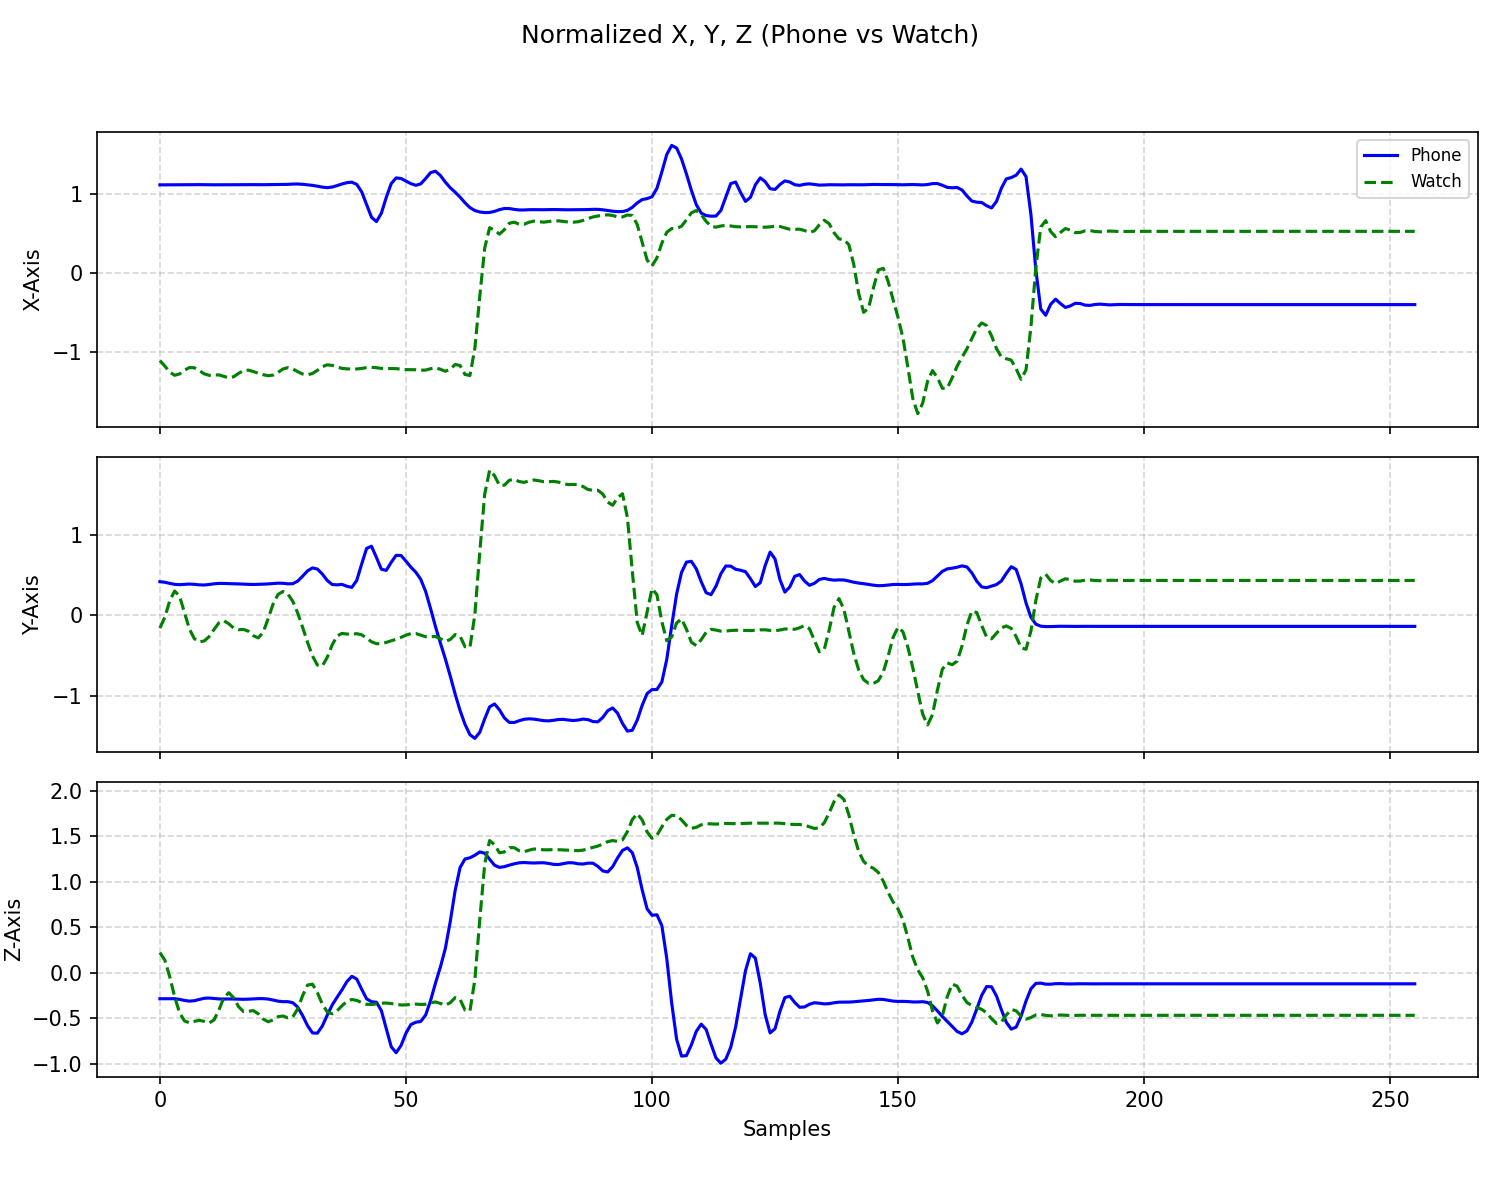 Normalized X, Y, Z (Phone vs Watch)
Phone
Watch
1
0
−1
X-Axis
1
0
−1
Y-Axis
2.0
1.5
1.0
0.5
0.0
−0.5
−1.0
Z-Axis
0 50 100 150 200 250
Samples